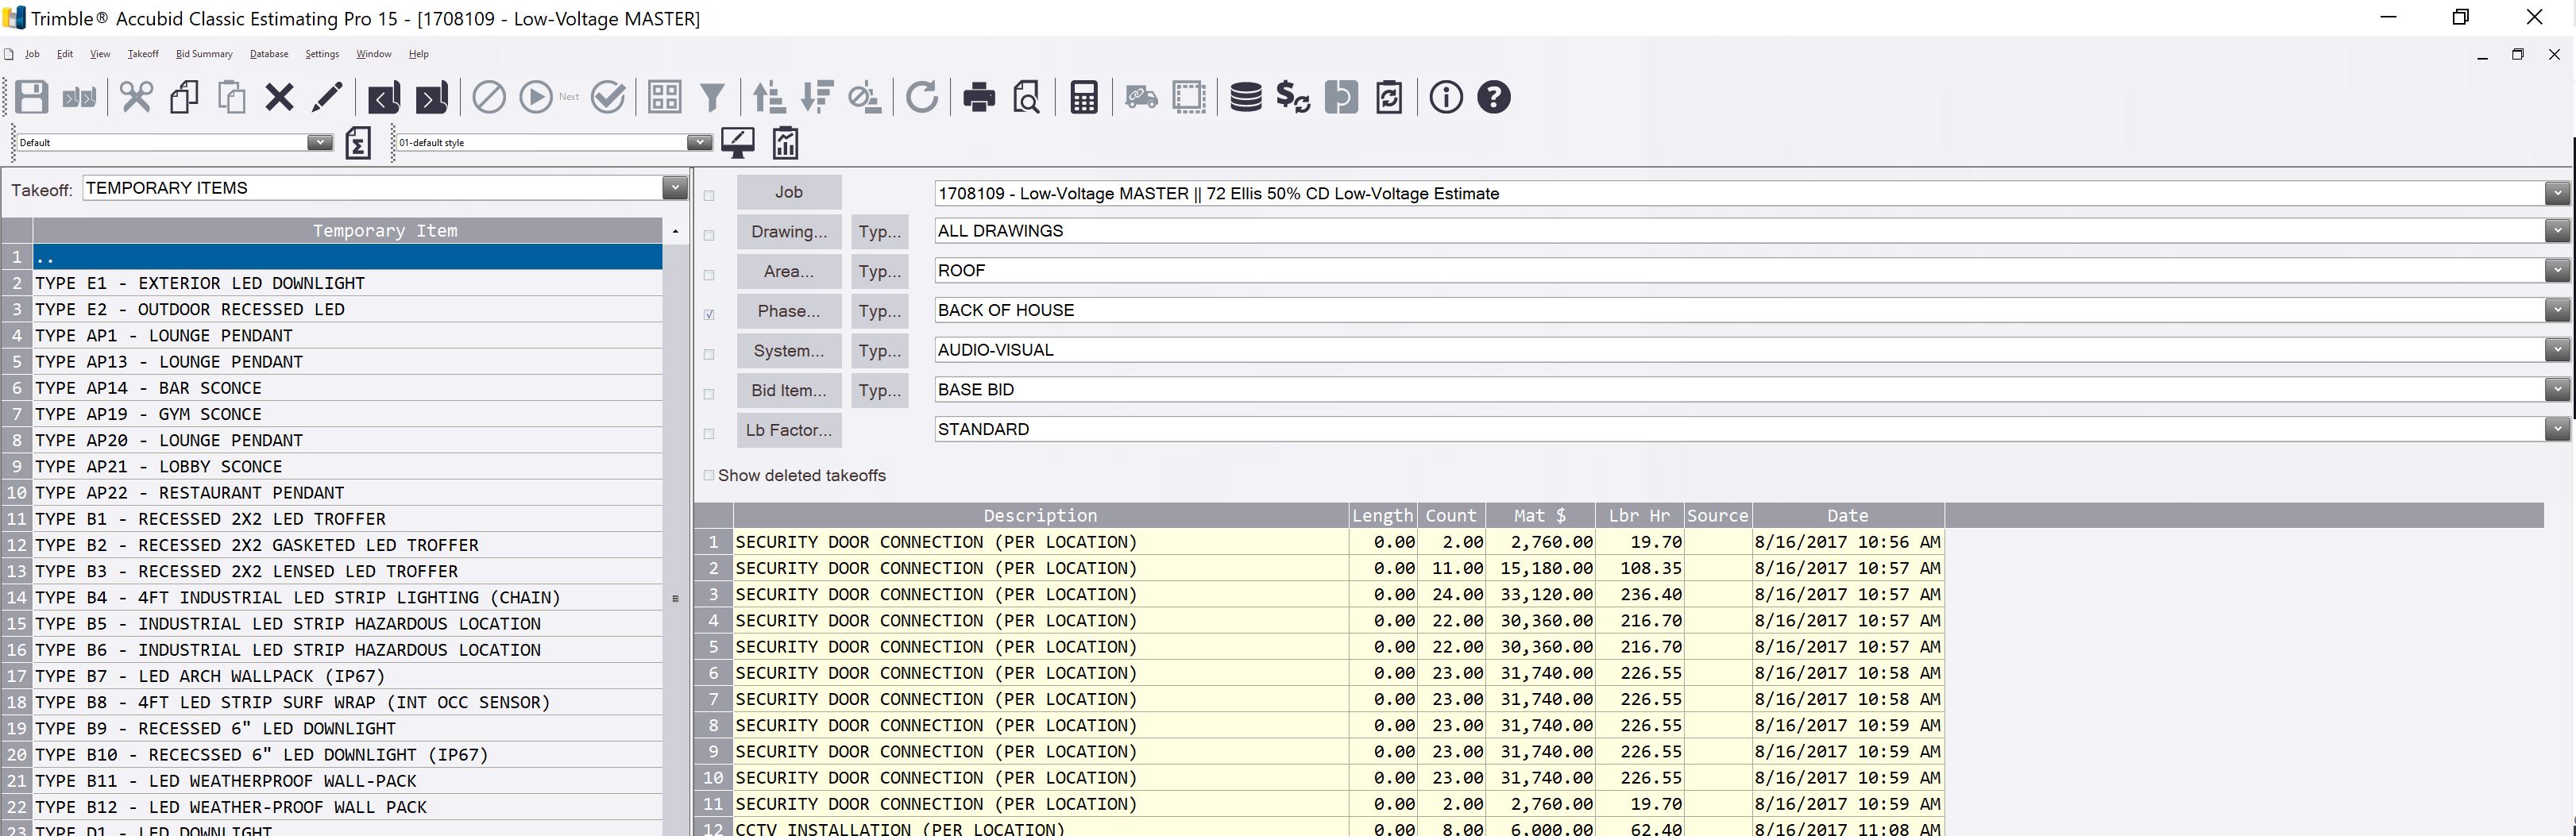 Trimble® Accubid Classic Estimating Pro 15 - [1708109 - Low-Voltage MASTER]
Job Edit View Takeoff Bid Summary Database Settings Window Help
Next
Default 01-default style
Takeoff: TEMPORARY ITEMS
Temporary Item
1 ..
2 TYPE E1 - EXTERIOR LED DOWNLIGHT
3 TYPE E2 - OUTDOOR RECESSED LED
4 TYPE AP1 - LOUNGE PENDANT
5 TYPE AP13 - LOUNGE PENDANT
6 TYPE AP14 - BAR SCONCE
7 TYPE AP19 - GYM SCONCE
8 TYPE AP20 - LOUNGE PENDANT
9 TYPE AP21 - LOBBY SCONCE
10 TYPE AP22 - RESTAURANT PENDANT
11 TYPE B1 - RECESSED 2X2 LED TROFFER
12 TYPE B2 - RECESSED 2X2 GASKETED LED TROFFER
13 TYPE B3 - RECESSED 2X2 LENSED LED TROFFER
14 TYPE B4 - 4FT INDUSTRIAL LED STRIP LIGHTING (CHAIN)
15 TYPE B5 - INDUSTRIAL LED STRIP HAZARDOUS LOCATION
16 TYPE B6 - INDUSTRIAL LED STRIP HAZARDOUS LOCATION
17 TYPE B7 - LED ARCH WALLPACK (IP67)
18 TYPE B8 - 4FT LED STRIP SURF WRAP (INT OCC SENSOR)
19 TYPE B9 - RECESSED 6" LED DOWNLIGHT
20 TYPE B10 - RECECSSED 6" LED DOWNLIGHT (IP67)
21 TYPE B11 - LED WEATHERPROOF WALL-PACK
22 TYPE B12 - LED WEATHER-PROOF WALL PACK
23 TYPE D1 - LED DOWNLIGHT
Job 1708109 - Low-Voltage MASTER || 72 Ellis 50% CD Low-Voltage Estimate
Drawing... Typ... ALL DRAWINGS
Area... Typ... ROOF
Phase... Typ... BACK OF HOUSE
System... Typ... AUDIO-VISUAL
Bid Item... Typ... BASE BID
Lb Factor... STANDARD
Show deleted takeoffs
Description Length Count Mat $ Lbr Hr Source Date
1 SECURITY DOOR CONNECTION (PER LOCATION) 0.00 2.00 2,760.00 19.70 8/16/2017 10:56 AM
2 SECURITY DOOR CONNECTION (PER LOCATION) 0.00 11.00 15,180.00 108.35 8/16/2017 10:57 AM
3 SECURITY DOOR CONNECTION (PER LOCATION) 0.00 24.00 33,120.00 236.40 8/16/2017 10:57 AM
4 SECURITY DOOR CONNECTION (PER LOCATION) 0.00 22.00 30,360.00 216.70 8/16/2017 10:57 AM
5 SECURITY DOOR CONNECTION (PER LOCATION) 0.00 22.00 30,360.00 216.70 8/16/2017 10:57 AM
6 SECURITY DOOR CONNECTION (PER LOCATION) 0.00 23.00 31,740.00 226.55 8/16/2017 10:58 AM
7 SECURITY DOOR CONNECTION (PER LOCATION) 0.00 23.00 31,740.00 226.55 8/16/2017 10:58 AM
8 SECURITY DOOR CONNECTION (PER LOCATION) 0.00 23.00 31,740.00 226.55 8/16/2017 10:59 AM
9 SECURITY DOOR CONNECTION (PER LOCATION) 0.00 23.00 31,740.00 226.55 8/16/2017 10:59 AM
10 SECURITY DOOR CONNECTION (PER LOCATION) 0.00 23.00 31,740.00 226.55 8/16/2017 10:59 AM
11 SECURITY DOOR CONNECTION (PER LOCATION) 0.00 2.00 2,760.00 19.70 8/16/2017 10:59 AM
12 CCTV INSTALLATION (PER LOCATION) 0.00 8.00 6,000.00 62.40 8/16/2017 11:08 AM